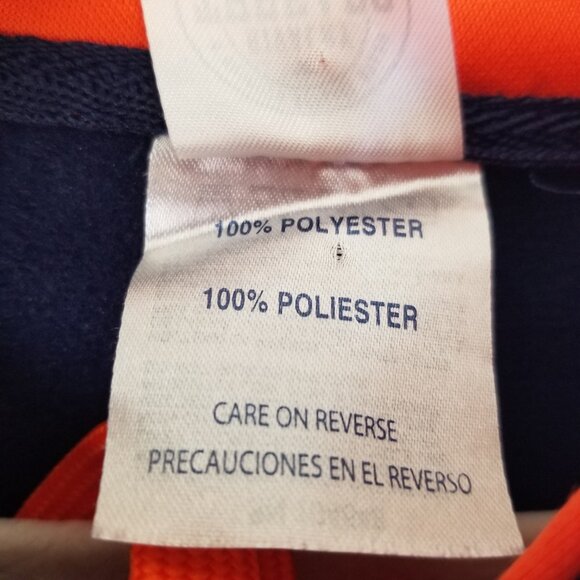 100% POLYESTER
100% POLIESTER
CARE ON REVERSE
PRECAUCIONES EN EL REVERSO